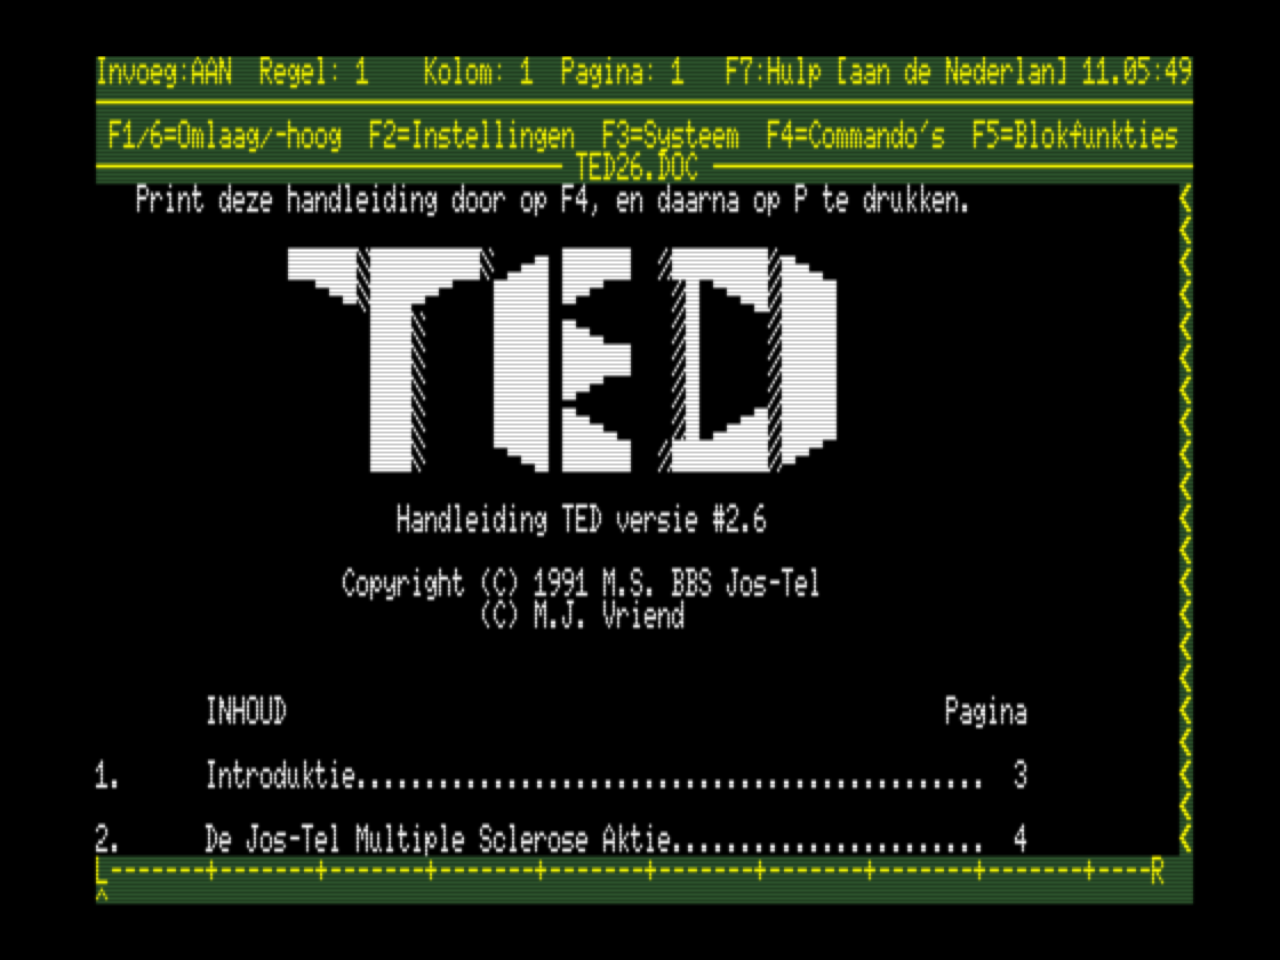 Invoeg:AAN Regel: 1 Kolom: 1 Pagina: 1 F7:Hulp [aan de Nederlan] 11.05:49
F1/6=Omlaag/-hoog F2=Instellingen F3=Systeem F4=Commando's F5=Blokfunkties
TED26.DOC
Print deze handleiding door op F4, en daarna op P te drukken.
TED
Handleiding TED versie #2.6
Copyright (C) 1991 M.S. BBS Jos-Tel
(C) M.J. Vriend
INHOUD Pagina
1. Introduktie.............................................. 3
2. De Jos-Tel Multiple Sclerose Aktie....................... 4
L-------+-------+-------+-------+-------+-------+-------+-------+-------+----R
^